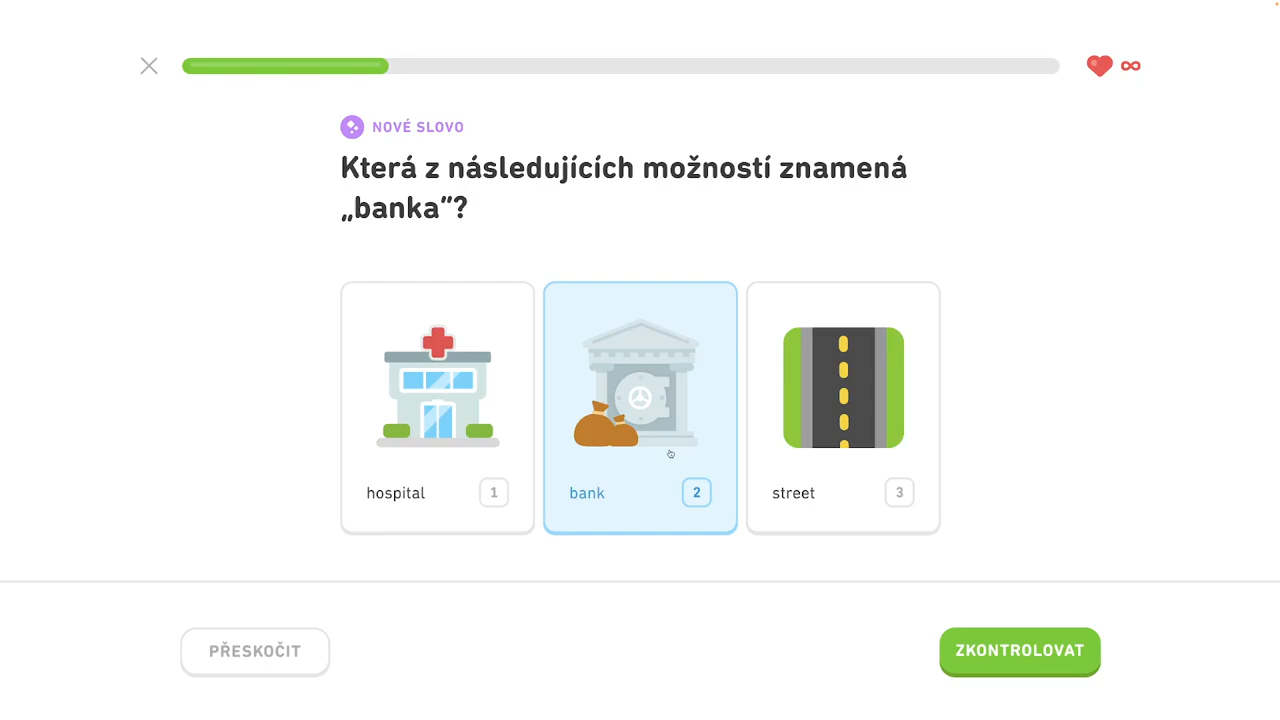 NOVÉ SLOVO
Která z následujících možností znamená
„banka“?
hospital 1
bank 2
street 3
PŘESKOČIT
ZKONTROLOVAT